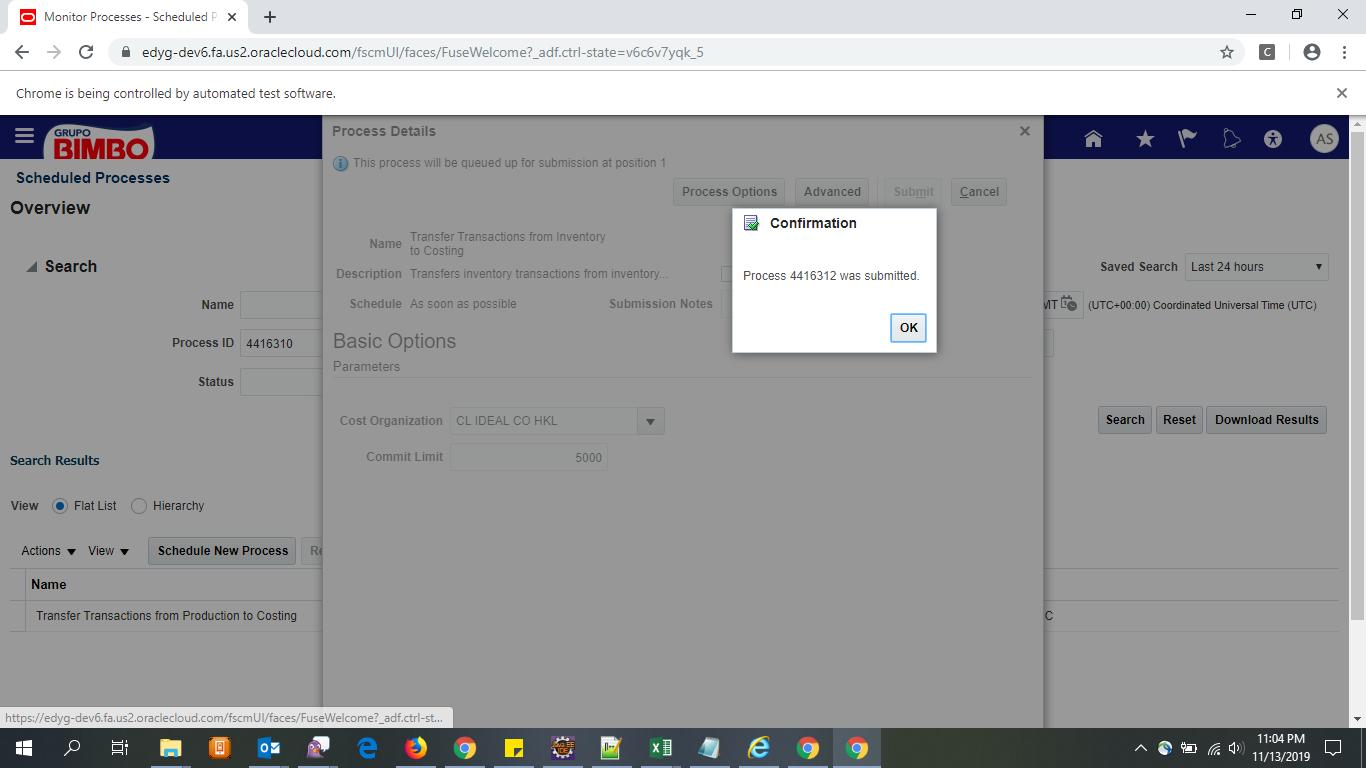 Monitor Processes - Scheduled P
edyg-dev6.fa.us2.oraclecloud.com/fscmUI/faces/FuseWelcome?_adf.ctrl-state=v6c6v7yqk_5
C
Chrome is being controlled by automated test software.
GRUPO
BIMBO
AS
Process Details
This process will be queued up for submission at position 1
Process Options
Advanced
Submit
Cancel
Scheduled Processes
Overview
Search
Saved Search
Last 24 hours
Name
Process ID
4416310
Status
MT
(UTC+00:00) Coordinated Universal Time (UTC)
Name
Transfer Transactions from Inventory
to Costing
Description
Transfers inventory transactions from inventory...
Schedule
As soon as possible
Submission Notes
Confirmation
Process 4416312 was submitted.
OK
Basic Options
Parameters
Cost Organization
CL IDEAL CO HKL
Commit Limit
5000
Search
Reset
Download Results
Search Results
View
Flat List
Hierarchy
Actions
View
Schedule New Process
Re
Name
Transfer Transactions from Production to Costing
C
https://edyg-dev6.fa.us2.oraclecloud.com/fscmUI/faces/FuseWelcome?_adf.ctrl-st...
11:04 PM
11/13/2019